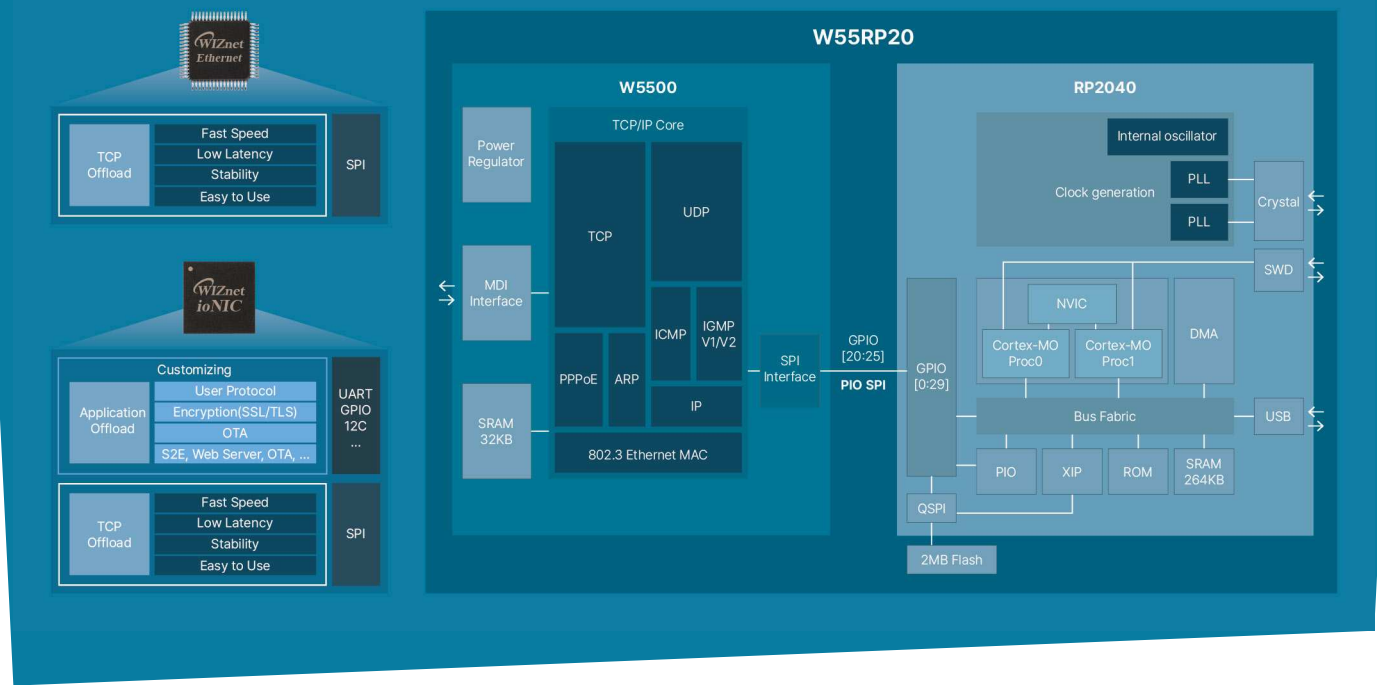 WIZnet
Ethernet
TCP
Offload
Fast Speed
Low Latency
Stability
Easy to Use
SPI
WIZnet
ioNIC
Customizing
Application
Offload
User Protocol
Encryption(SSL/TLS)
OTA
S2E, Web Server, OTA, ...
UART
GPIO
12C
...
TCP
Offload
Fast Speed
Low Latency
Stability
Easy to Use
SPI
W55RP20
W5500
Power
Regulator
MDI
Interface
SRAM
32KB
TCP/IP Core
TCP
UDP
ICMP
IGMP
V1/V2
PPPoE
ARP
IP
802.3 Ethernet MAC
SPI
Interface
GPIO
[20:25]
PIO SPI
RP2040
Internal oscillator
Clock generation
PLL
PLL
Crystal
SWD
GPIO
[0:29]
NVIC
Cortex-MO
Proc0
Cortex-MO
Proc1
DMA
Bus Fabric
USB
PIO
XIP
ROM
SRAM
264KB
QSPI
2MB Flash